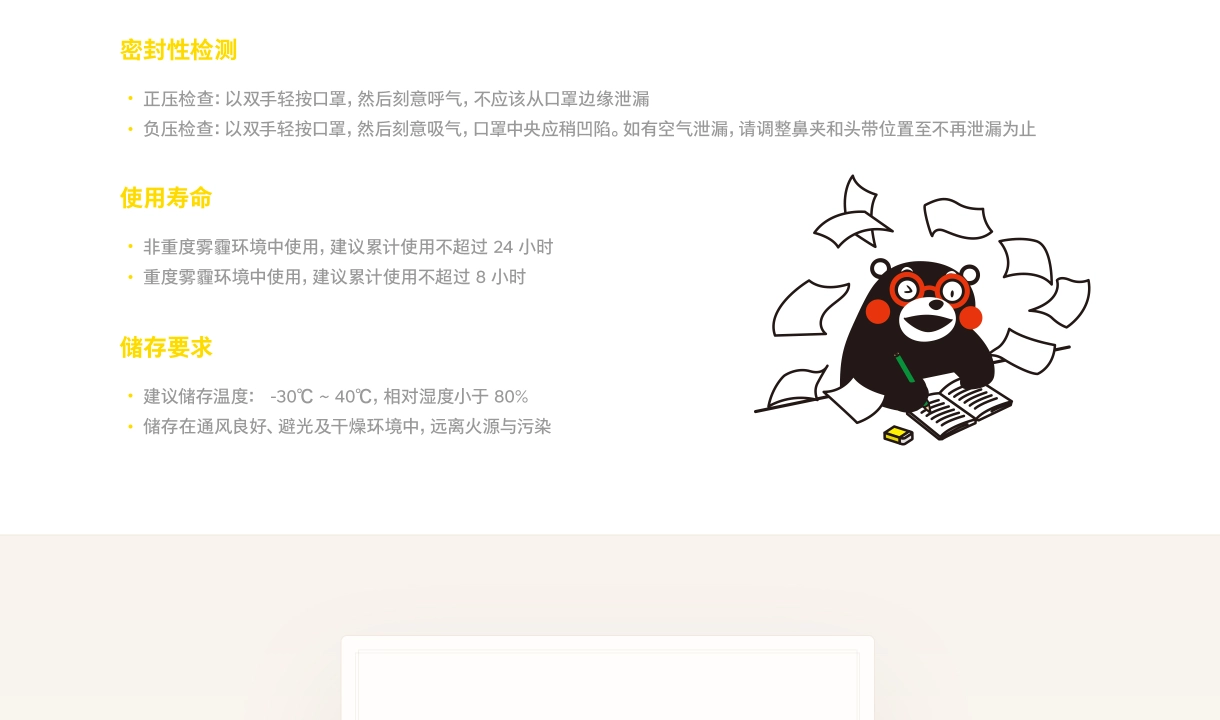 密封性检测
• 正压检查：以双手轻按口罩，然后刻意呼气，不应该从口罩边缘泄漏
• 负压检查：以双手轻按口罩，然后刻意吸气，口罩中央应稍凹陷。如有空气泄漏，请调整鼻夹和头带位置至不再泄漏为止
使用寿命
• 非重度雾霾环境中使用，建议累计使用不超过 24 小时
• 重度雾霾环境中使用，建议累计使用不超过 8 小时
储存要求
• 建议储存温度： -30℃ ~ 40℃，相对湿度小于 80%
• 储存在通风良好、避光及干燥环境中，远离火源与污染